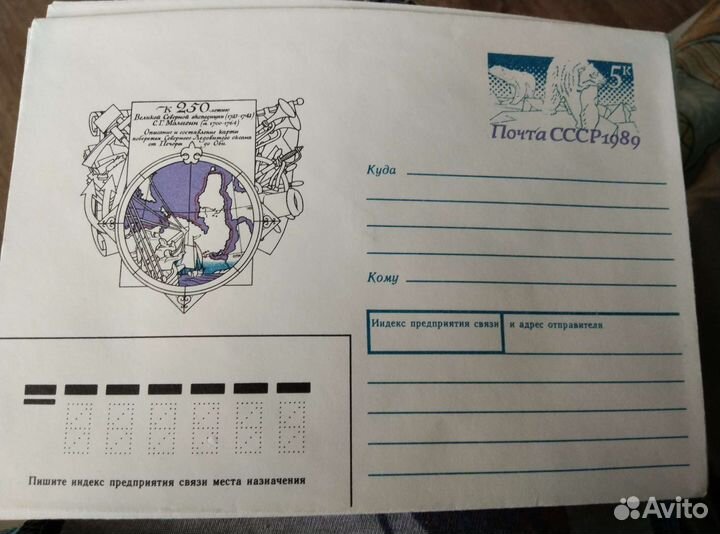 К 250-летию
Великой Северной экспедиции (1733-1743)
С.Г. Малыгин (ум. 1700-1764)
Описание и составление карты
побережья Северного Ледовитого океана
от Печоры до Оби
5к
Почта СССР 1989
Куда
Кому
Индекс предприятия связи и адрес отправителя
Пишите индекс предприятия связи места назначения
Avito